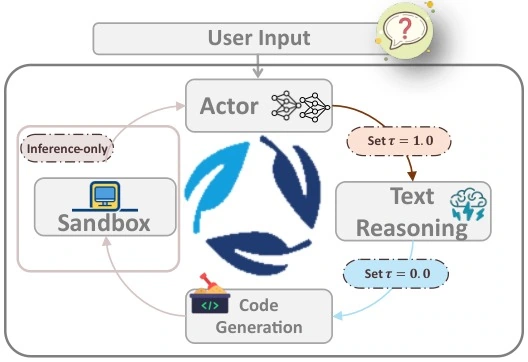 User Input
?
Actor
Inference-only
Set τ = 1.0
Sandbox
Text
Reasoning
Set τ = 0.0
</>
Code
Generation